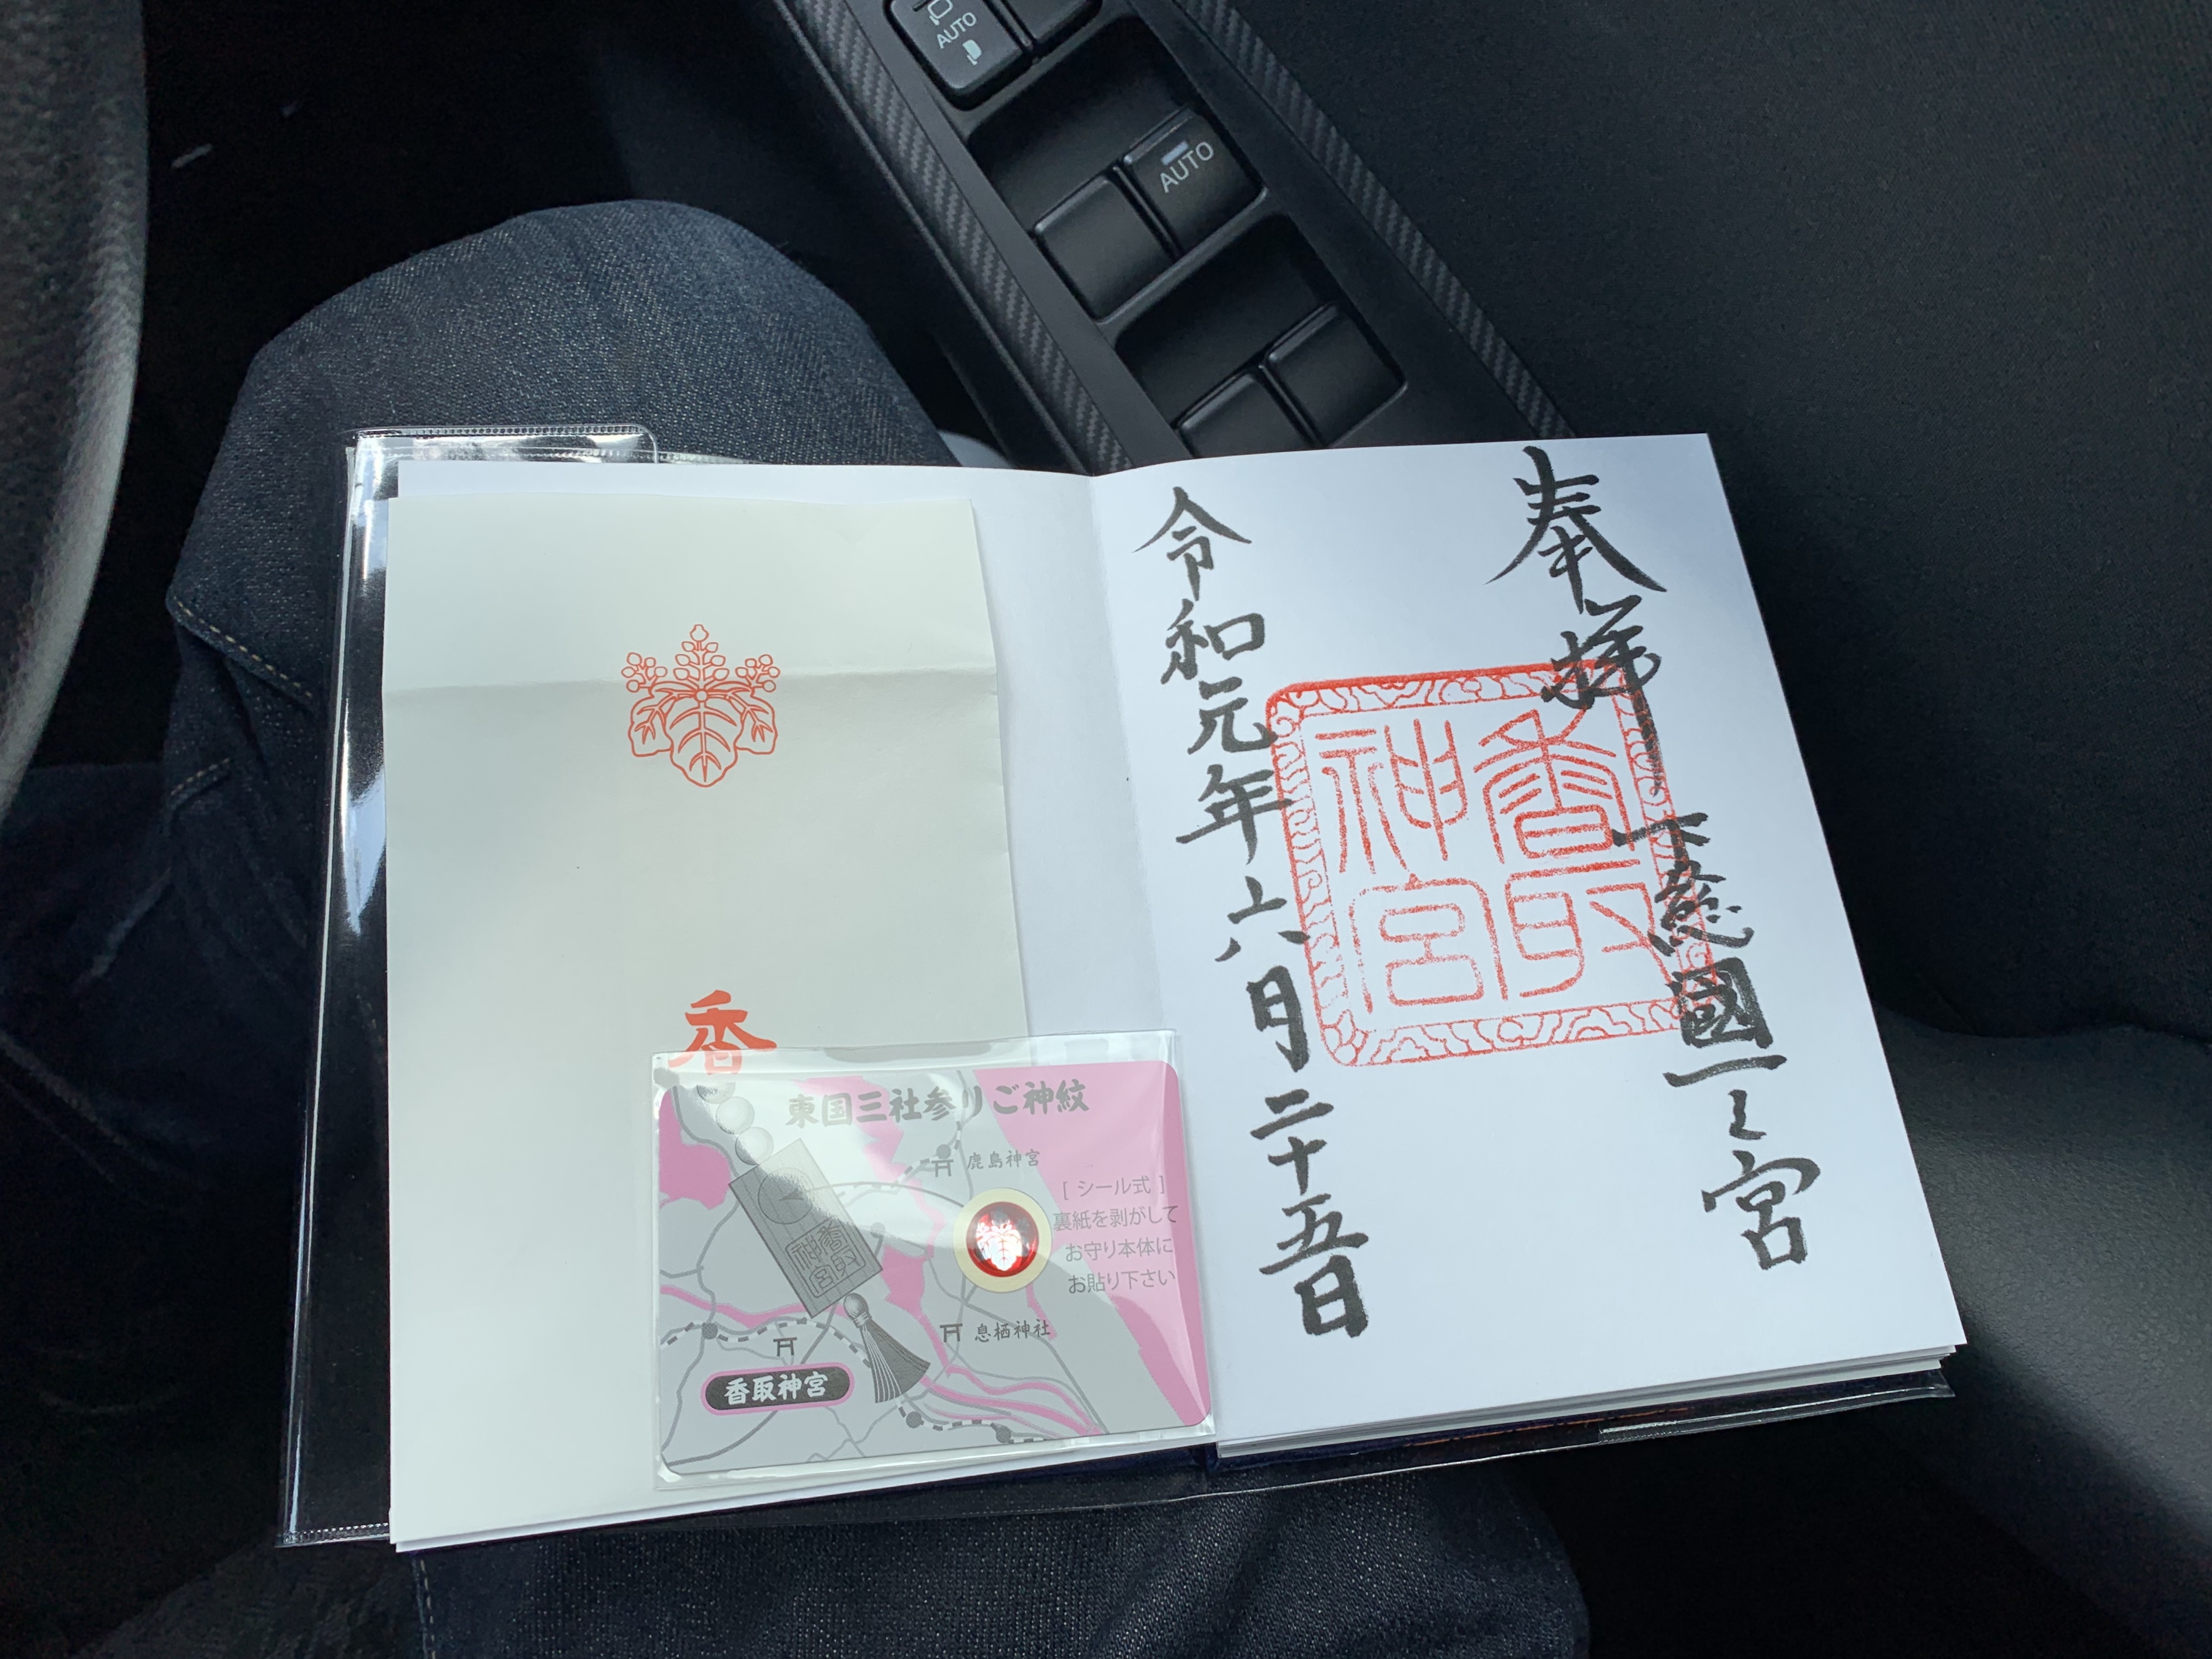 AUTO
AUTO
奉拝
下総國一之宮
香取
神宮
令和元年六月二十五日
香
東国三社参りご神紋
鹿島神宮
[ シール式 ]
裏紙を剥がして
お守り本体に
お貼り下さい
香取
神宮
息栖神社
香取神宮